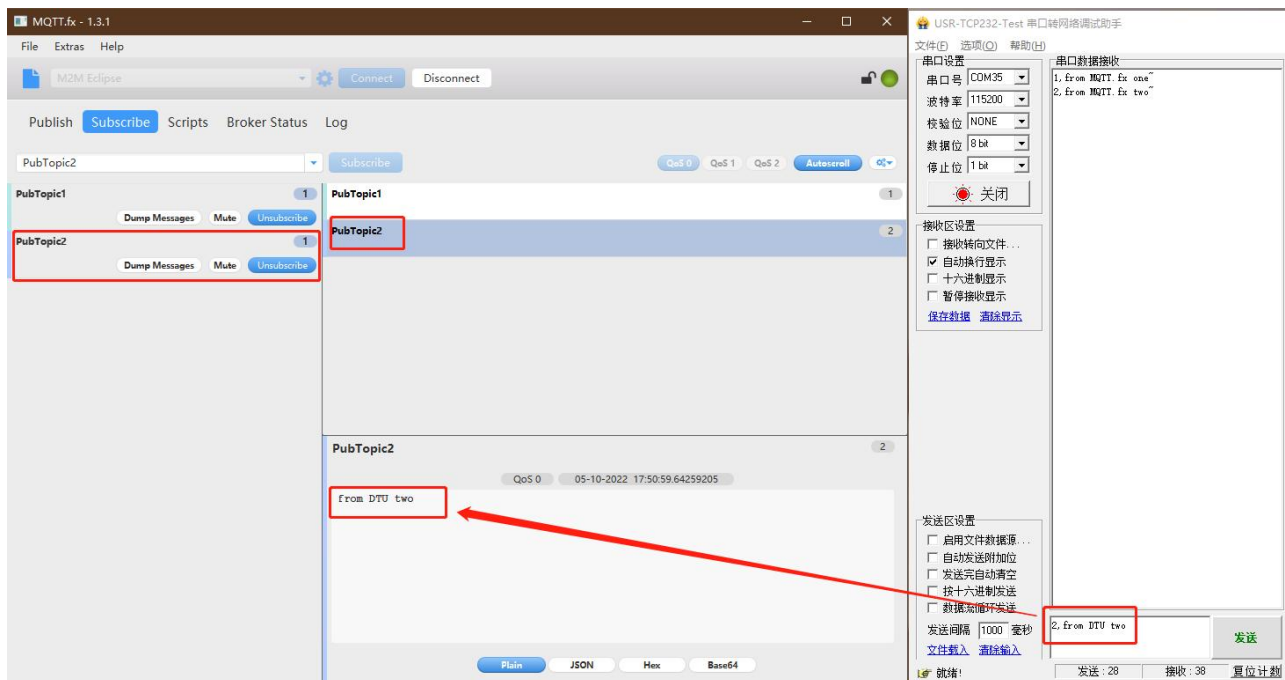 MQTT.fx - 1.3.1
File Extras Help
M2M Eclipse
Connect
Disconnect
Publish Subscribe Scripts Broker Status Log
PubTopic2
Subscribe
QoS 0 QoS 1 QoS 2 Autoscroll
PubTopic1 1
Dump Messages Mute Unsubscribe
PubTopic2 1
Dump Messages Mute Unsubscribe
PubTopic1 1
PubTopic2 2
PubTopic2 2
QoS 0 05-10-2022 17:50:59.64259205
from DTU two
Plain JSON Hex Base64
USR-TCP232-Test 串口转网络调试助手
文件(F) 选项(O) 帮助(H)
串口设置
串口号 COM35
波特率 115200
校验位 NONE
数据位 8 bit
停止位 1 bit
关闭
接收区设置
接收转向文件...
自动换行显示
十六进制显示
暂停接收显示
保存数据 清除显示
发送区设置
启用文件数据源...
自动发送附加位
发送完自动清空
按十六进制发送
数据流循环发送
发送间隔 1000 毫秒
文件载入 清除输入
串口数据接收
1,from MQTT.fx one~
2,from MQTT.fx two~
2,from DTU two
发送
就绪!
发送:28 接收:38 复位计数